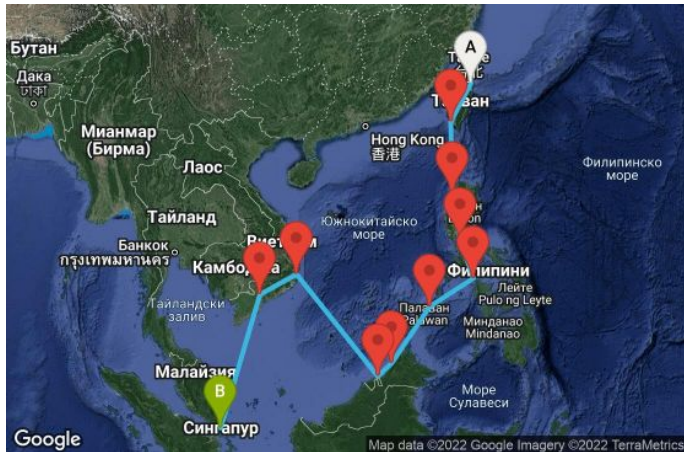 Бутан
Дака
ঢাকা
Мианмар
(Бирма)
Лаос
Hong Kong
香港
A
Филипинско
море
Тайланд
Южнокитайско
море
Банкок
กรุงเทพมหานคร
Камбоджа
Филипини
Лейте
Pulo ng Leyte
Тайландски
залив
Палаван
Palawan
Минданао
Mindanao
Малайзия
B
Сингапур
Море
Сулавеси
Google
Map data ©2022 Google Imagery ©2022 TerraMetrics